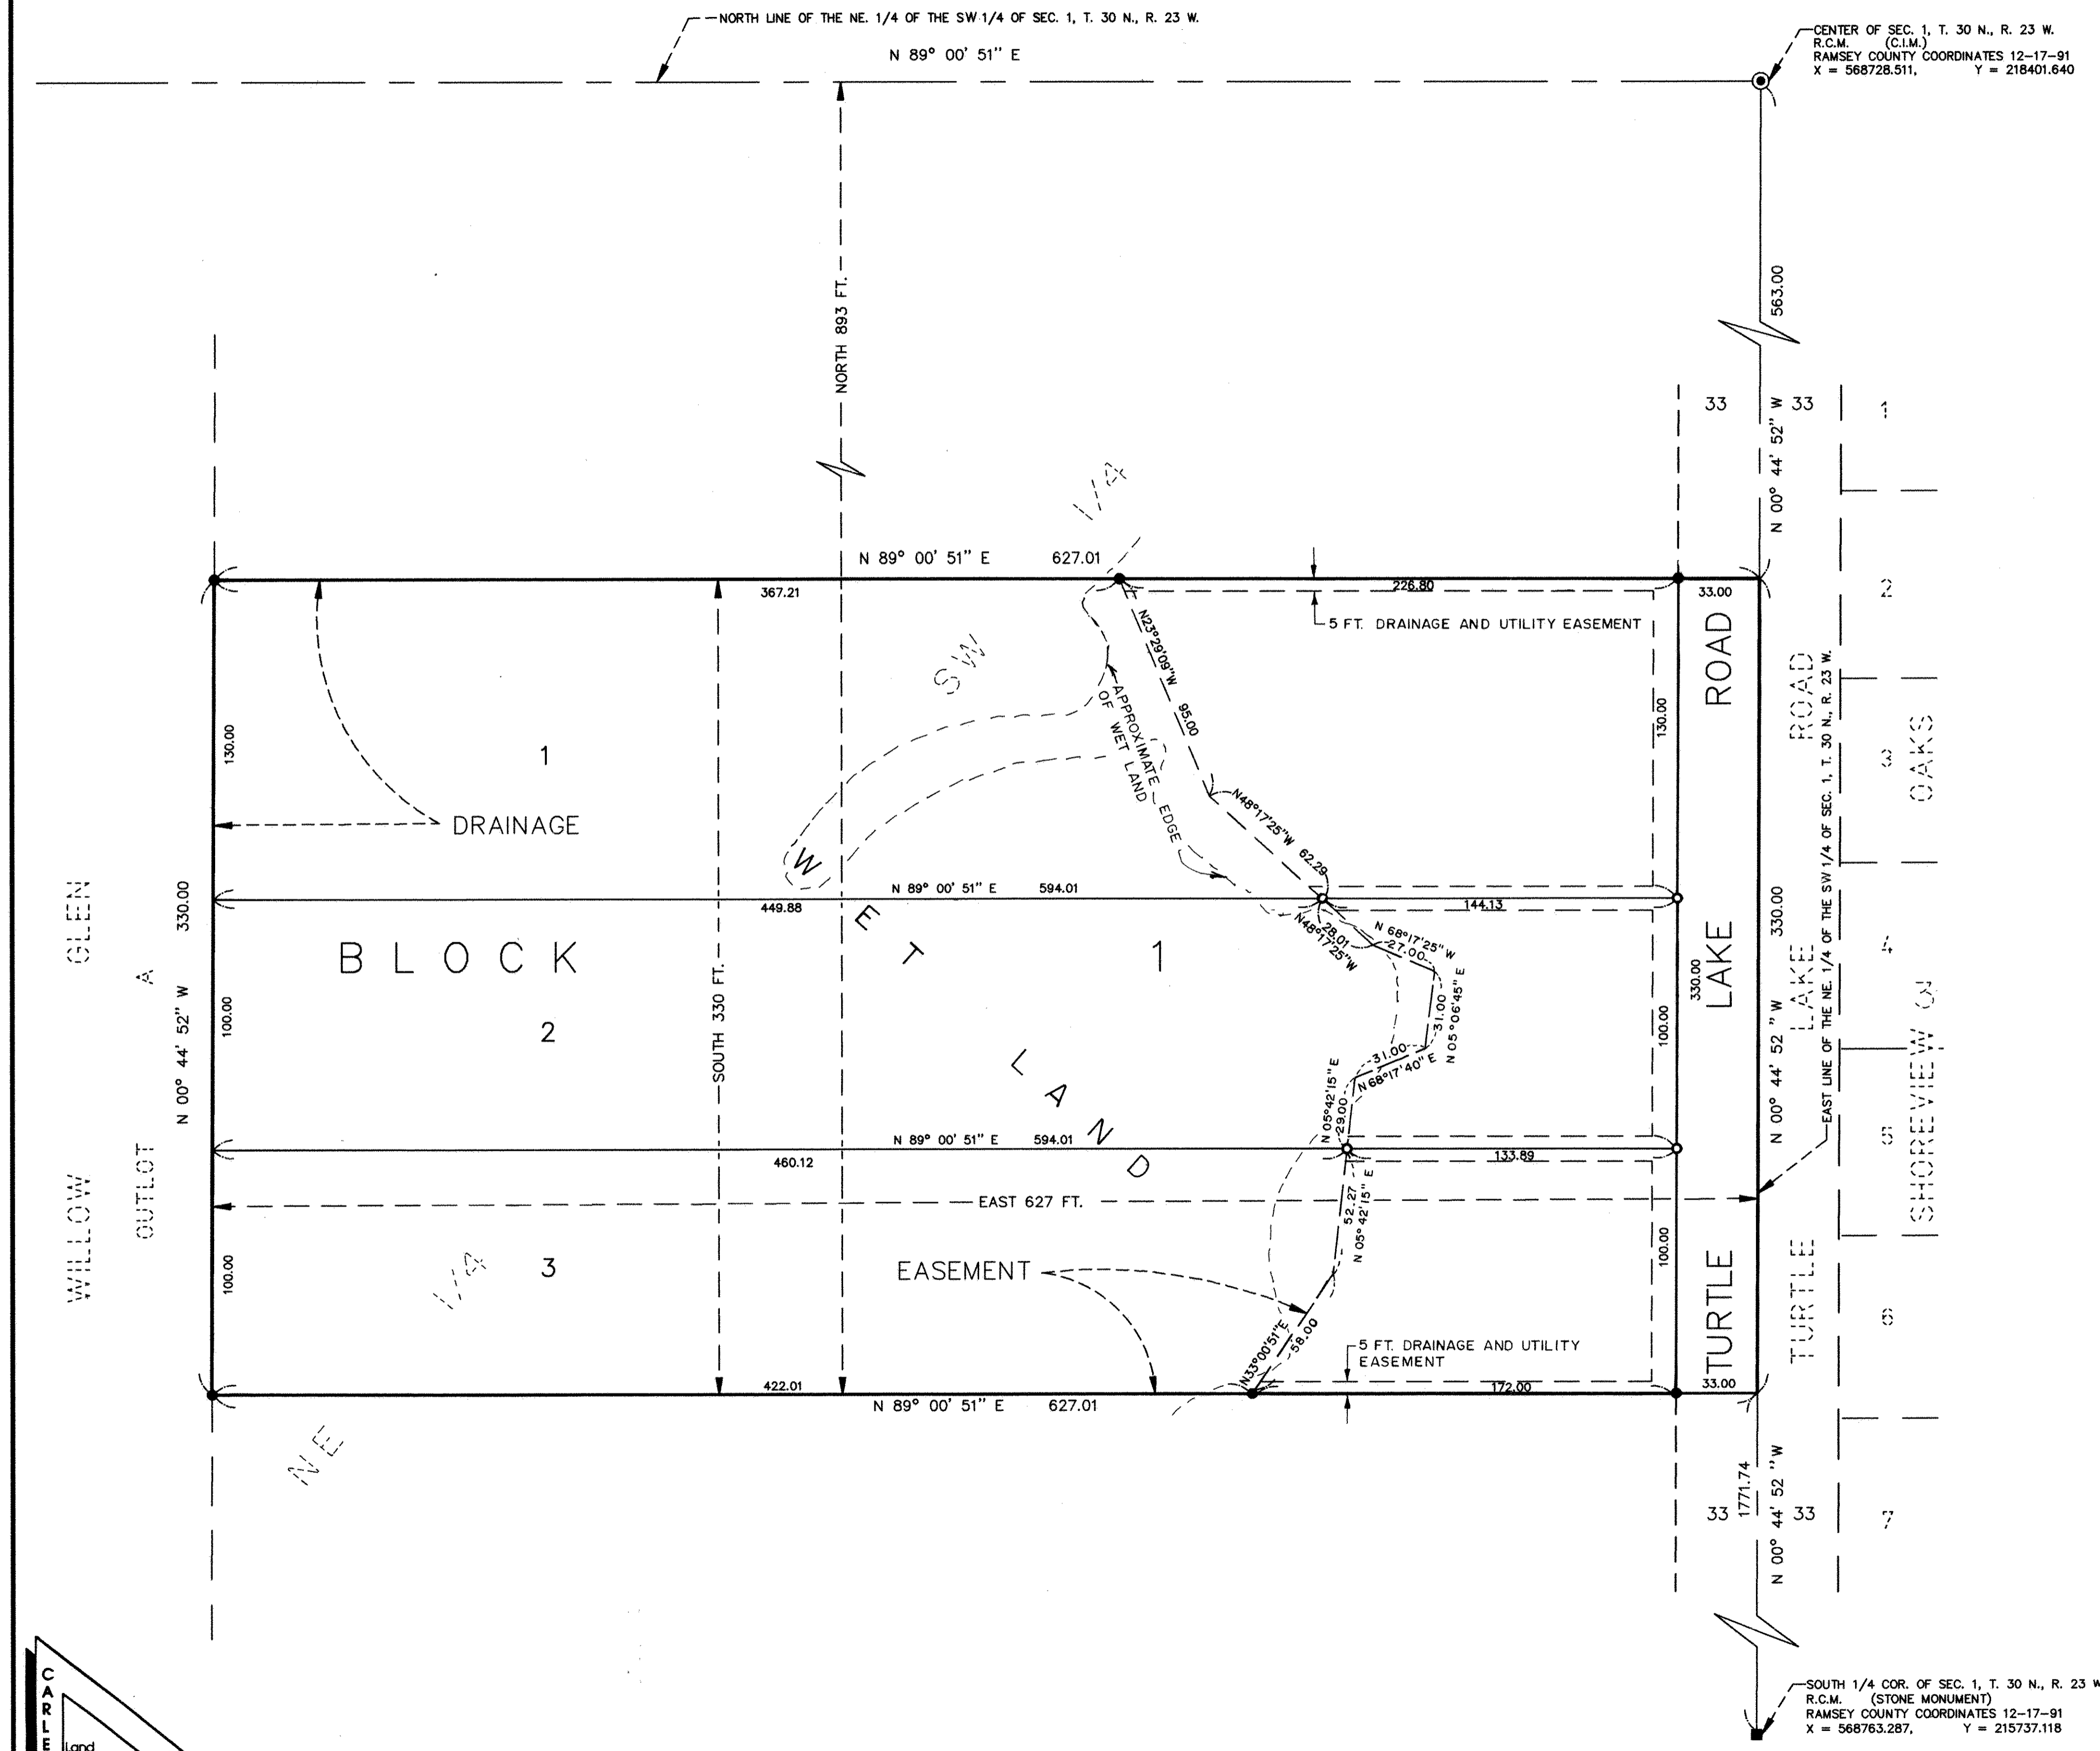 NORTH LINE OF THE NE. 1/4 OF THE SW 1/4 OF SEC. 1, T. 30 N., R. 23 W.
N 89° 00' 51" E
CENTER OF SEC. 1, T. 30 N., R. 23 W.
R.C.M. (C.I.M.)
RAMSEY COUNTY COORDINATES 12-17-91
X = 568728.511, Y = 218401.640
563.00
NORTH 893 FT.
33
33
N 00° 44' 52" W
1
1/4
N 89° 00' 51" E 627.01
367.21
226.80
33.00
2
5 FT. DRAINAGE AND UTILITY EASEMENT
N23°29'09"W 95.00
SW
APPROXIMATE EDGE
OF WET LAND
130.00
1
130.00
ROAD
ROAD
3
OAKS
DRAINAGE
N48°17'25"W 62.29
N 89° 00' 51" E 594.01
449.88
144.13
WET LAND
28.01
N48°17'25"W
N 68°17'25" W
27.00
31.00
N 05°06'45" E
31.00
N 68°17'40" E
N 05°42'15" E
29.00
BLOCK 1
2
GLEN
A
330.00
N 00° 44' 52" W
100.00
SOUTH 330 FT.
100.00
330.00
LAKE
330.00
N 00° 44' 52" W
LAKE
EAST LINE OF THE NE. 1/4 OF THE SW 1/4 OF SEC. 1, T. 30 N., R. 23 W.
4
SHOREVIEW 3
5
N 89° 00' 51" E 594.01
460.12
133.89
WILLOW
OUTLOT
EAST 627 FT.
52.27
N 05° 42'15" E
100.00
3
1/4
EASEMENT
100.00
TURTLE
TURTLE
6
N33°00'51"E
58.00
5 FT. DRAINAGE AND UTILITY
EASEMENT
422.01
172.00
33.00
N 89° 00' 51" E 627.01
NE
1771.74
N 00° 44' 52 "W
33
33
7
CARLE
Land
SOUTH 1/4 COR. OF SEC. 1, T. 30 N., R. 23 W
R.C.M. (STONE MONUMENT)
RAMSEY COUNTY COORDINATES 12-17-91
X = 568763.287, Y = 215737.118